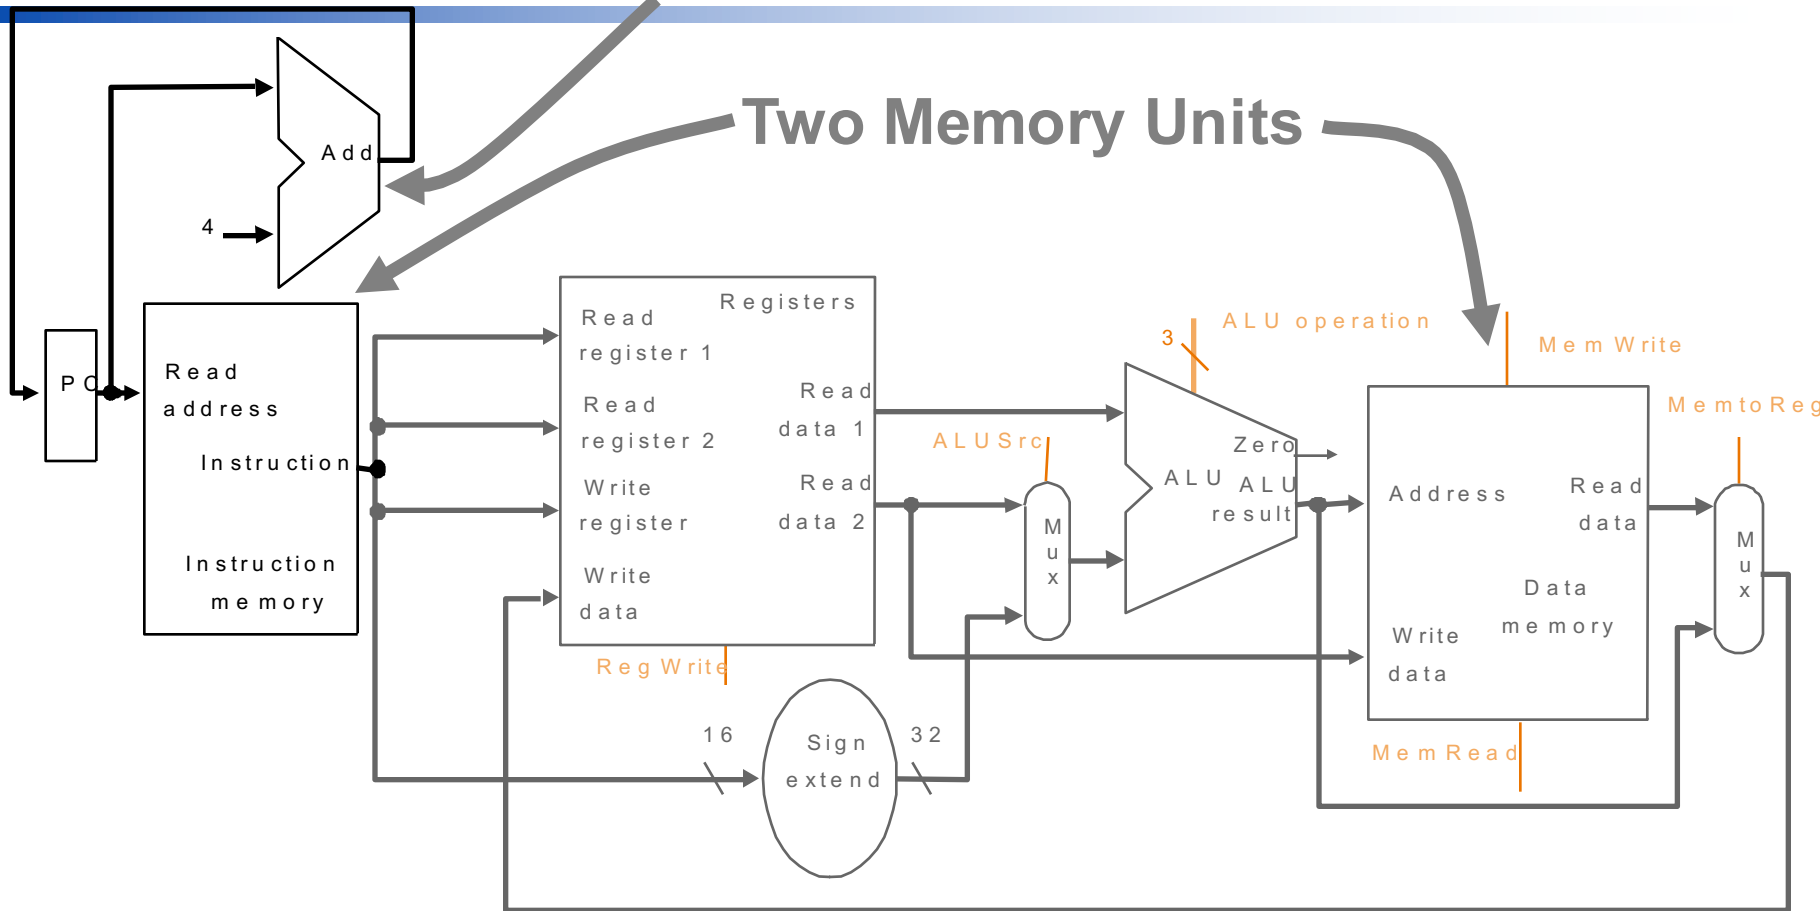 Two Memory Units
Add
4
PC
Read
address
Instruction
Instruction
memory
Registers
Read
register 1
Read
register 2
Write
register
Write
data
Read
data 1
Read
data 2
RegWrite
16
Sign
extend
32
ALUSrc
M
u
x
3
ALU operation
Zero
ALU
ALU
result
MemWrite
Address
Read
data
Data
memory
Write
data
MemRead
MemtoReg
M
u
x